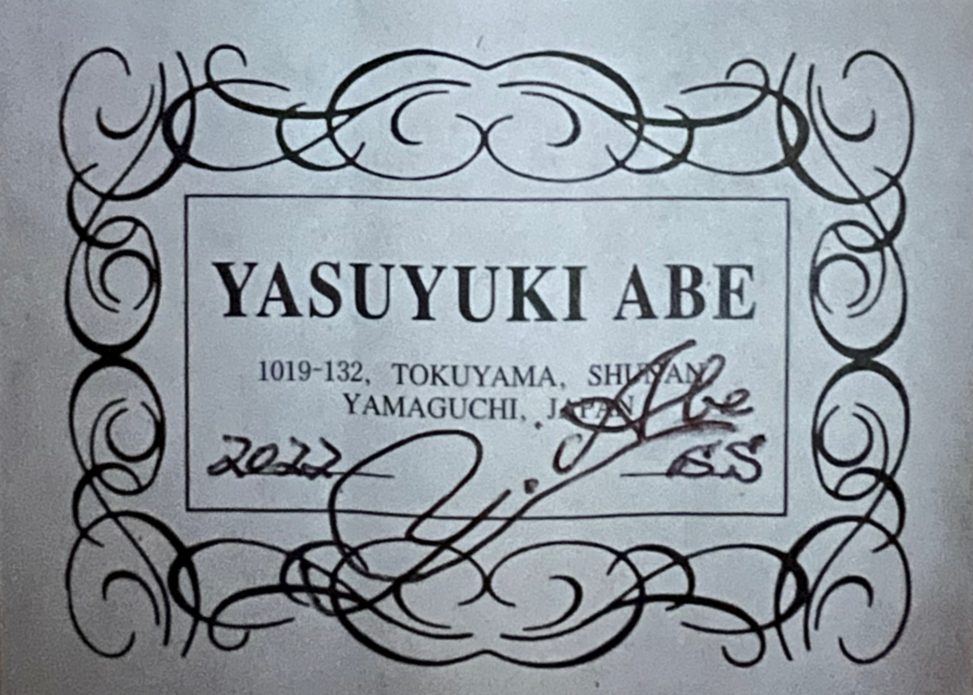 YASUYUKI ABE
1019-132, TOKUYAMA, SHUNAN
YAMAGUCHI, JAPAN
Y. Abe
2022